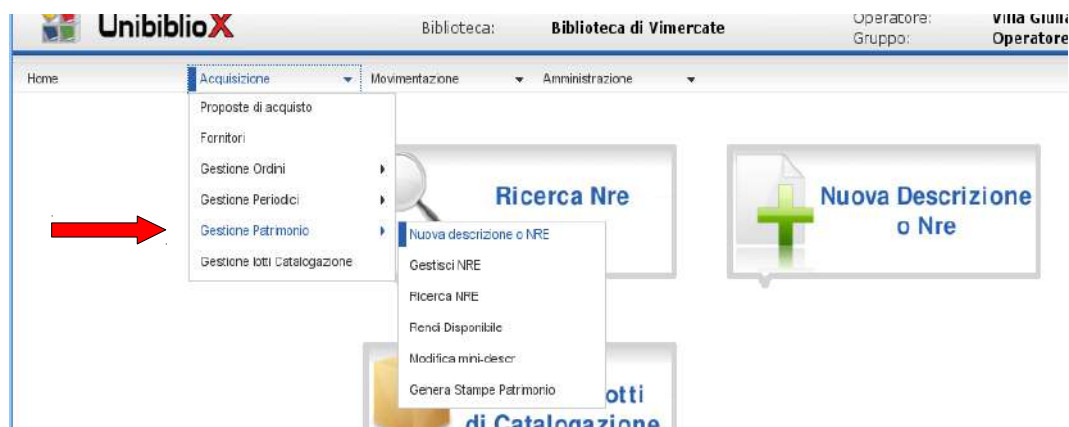 UnibiblioX
Biblioteca: Biblioteca di Vimercate
Operatore: Villa Giulia
Gruppo: Operatore
Home Acquisizione Movimentazione Amministrazione
Proposte di acquisto
Fornitori
Gestione Ordini
Gestione Periodici
Gestione Patrimonio
Gestione lotti Catalogazione
Nuova descrizione o NRE
Gestisci NRE
Ricerca NRE
Rendi Disponibile
Modifica mini-descr
Genera Stampe Patrimonio
Ricerca Nre
Nuova Descrizione
o Nre
otti
di Catalogazione